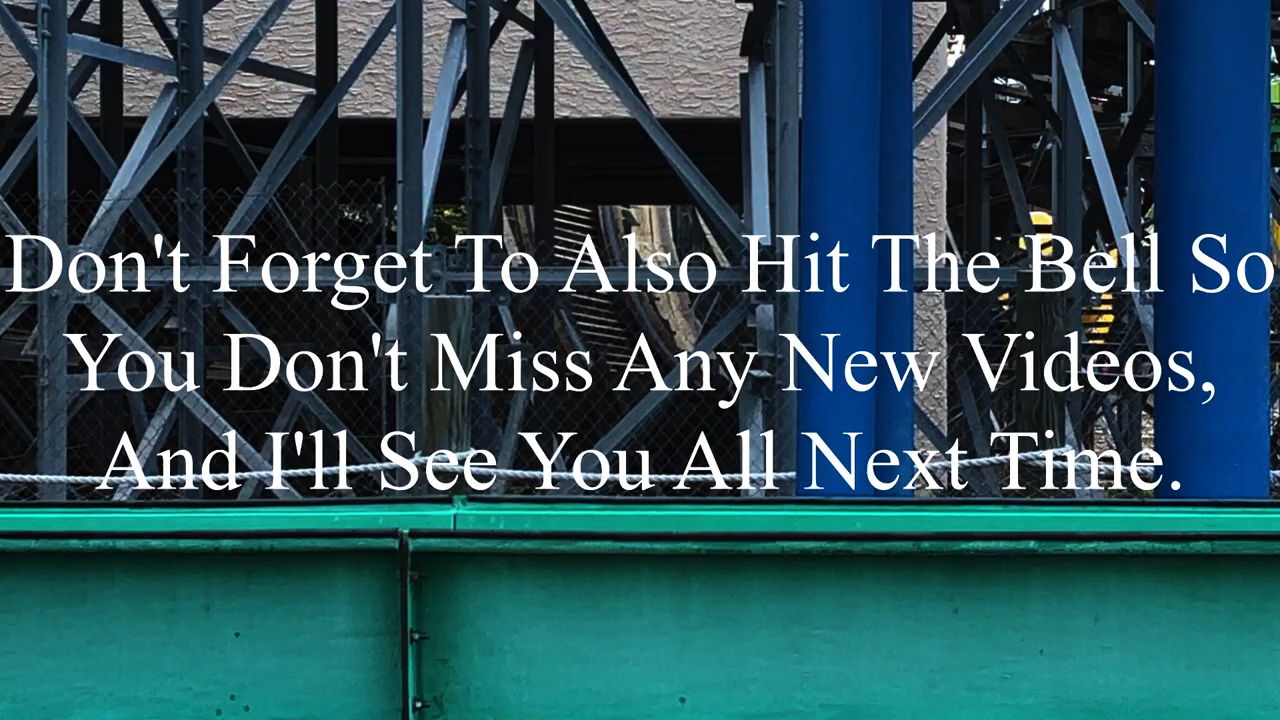 Don't Forget To Also Hit The Bell So
You Don't Miss Any New Videos,
And I'll See You All Next Time.